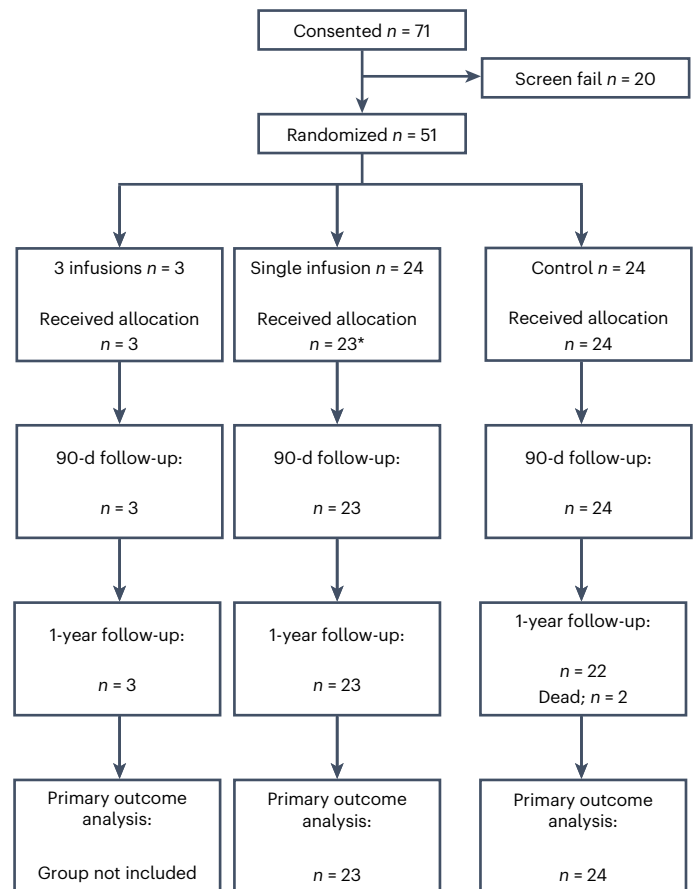 Consented n = 71
Screen fail n = 20
Randomized n = 51
3 infusions n = 3
Received allocation
n = 3
Single infusion n = 24
Received allocation
n = 23*
Control n = 24
Received allocation
n = 24
90-d follow-up:
n = 3
90-d follow-up:
n = 23
90-d follow-up:
n = 24
1-year follow-up:
n = 3
1-year follow-up:
n = 23
1-year follow-up:
n = 22
Dead; n = 2
Primary outcome
analysis:
Group not included
Primary outcome
analysis:
n = 23
Primary outcome
analysis:
n = 24